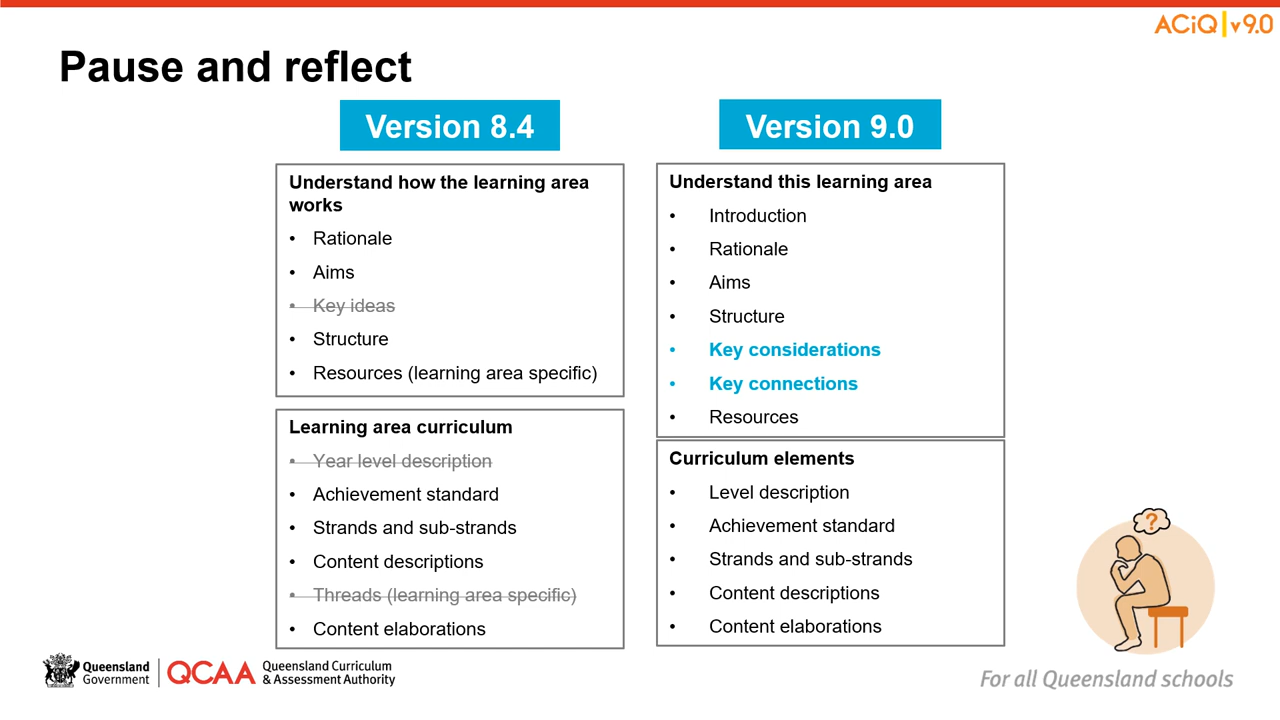 ACiQ v9.0
Pause and reflect
Version 8.4
Understand how the learning area
works
• Rationale
• Aims
• Key ideas
• Structure
• Resources (learning area specific)
Learning area curriculum
• Year level description
• Achievement standard
• Strands and sub-strands
• Content descriptions
• Threads (learning area specific)
• Content elaborations
Version 9.0
Understand this learning area
• Introduction
• Rationale
• Aims
• Structure
• Key considerations
• Key connections
• Resources
Curriculum elements
• Level description
• Achievement standard
• Strands and sub-strands
• Content descriptions
• Content elaborations
?
Queensland
Government
QCAA
Queensland Curriculum
& Assessment Authority
For all Queensland schools